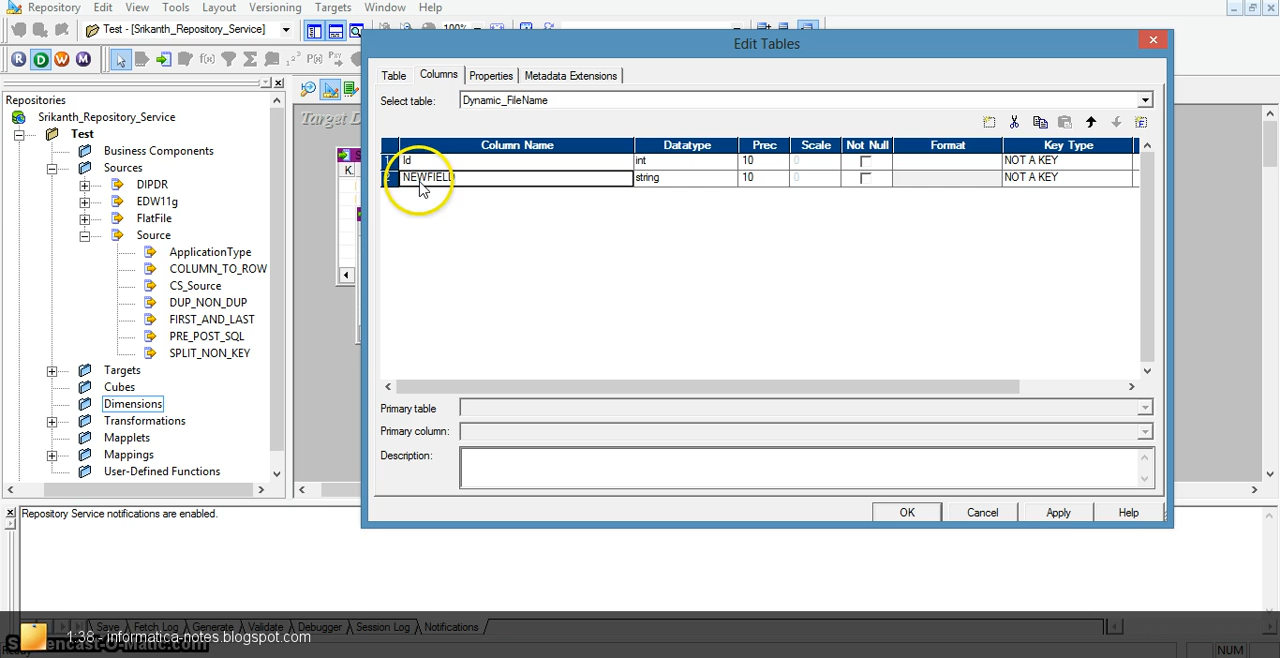 Repository Edit View Tools Layout Versioning Targets Window Help
Test - [Srikanth_Repository_Service] 100%
Edit Tables
Table Columns Properties Metadata Extensions
Select table: Dynamic_FileName
Column Name Datatype Prec Scale Not Null Format Key Type
1 Id int 10 0 NOT A KEY
2 NEWFIELD string 10 0 NOT A KEY
Primary table
Primary column:
Description:
OK Cancel Apply Help
Repositories
Srikanth_Repository_Service
Test
Business Components
Sources
DIPDR
EDW11g
FlatFile
Source
ApplicationType
COLUMN_TO_ROW
CS_Source
DUP_NON_DUP
FIRST_AND_LAST
PRE_POST_SQL
SPLIT_NON_KEY
Targets
Cubes
Dimensions
Transformations
Mapplets
Mappings
User-Defined Functions
Target D
K.
Repository Service notifications are enabled.
Save Fetch Log Generate Validate Debugger Session Log Notifications
1:38 - informatica-notes.blogspot.com
NUM